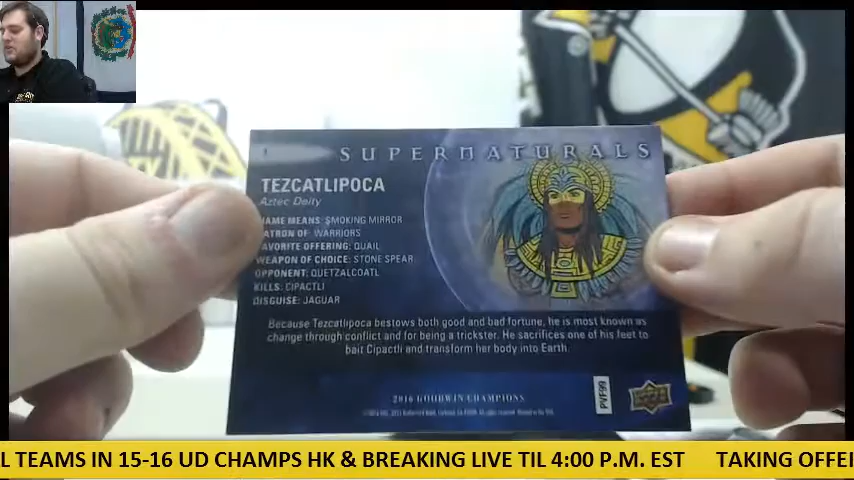 SUPERNATURALS
TEZCATLIPOCA
Aztec Deity
NAME MEANS: SMOKING MIRROR
PATRON OF: WARRIORS
FAVORITE OFFERING: QUAIL
WEAPON OF CHOICE: STONE SPEAR
OPPONENT: QUETZALCOATL
KILLS: CIPACTLI
DISGUISE: JAGUAR
Because Tezcatlipoca bestows both good and bad fortune, he is most known as
change through conflict and for being a trickster. He sacrifices one of his feet to
bait Cipactli and transform her body into Earth.
2016 GOODWIN CHAMPIONS
PVF99
UPPER DECK
L TEAMS IN 15-16 UD CHAMPS HK & BREAKING LIVE TIL 4:00 P.M. EST TAKING OFFE